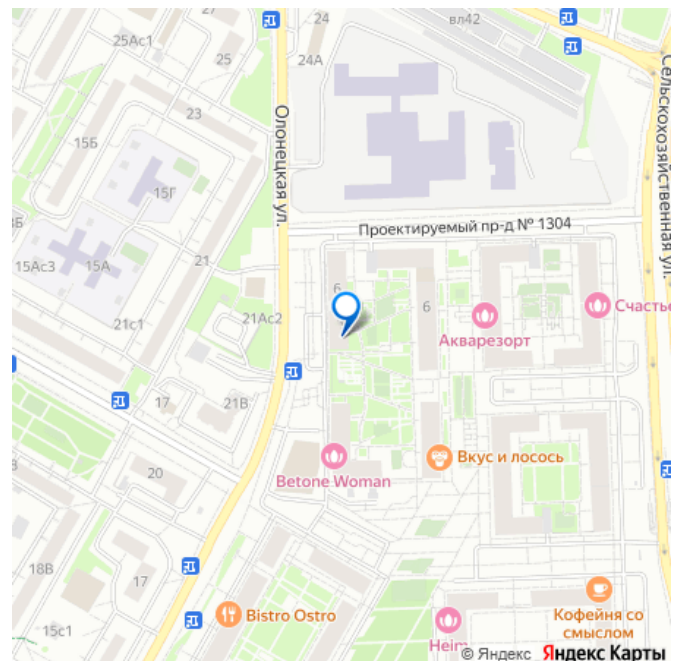 27
24
вл42
25Ас1
25
24А
Сельскохозяйственная ул.
Олонецкая ул.
23
15Б
15Г
Проектируемый пр-д № 1304
15Ас3
15А
21
6
6
21с1
21Ас2
Акварезорт
Счастье
17
21В
Вкус и лосось
Betone Woman
20
18В
17
Bistro Ostro
15с1
Heim
Кофейня со
смыслом
© Яндекс Яндекс Карты